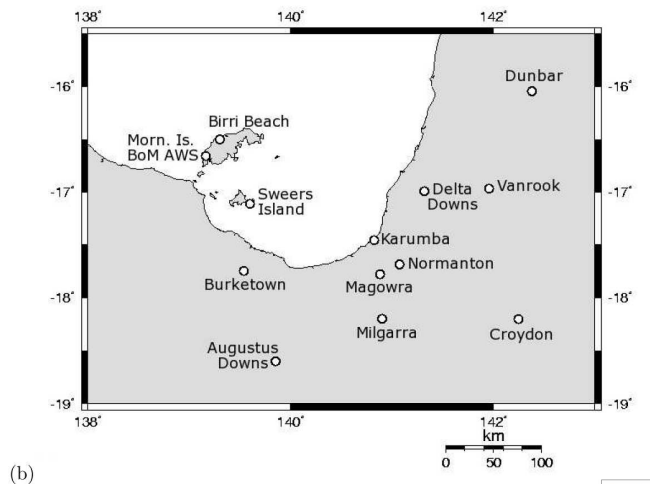 138˚ 140˚ 142˚
-16˚ -16˚
-17˚ -17˚
-18˚ -18˚
-19˚ -19˚
138˚ 140˚ 142˚
Dunbar
Birri Beach
Morn. Is.
BoM AWS
Sweers
Island
Delta
Downs
Vanrook
Karumba
Normanton
Burketown
Magowra
Milgarra
Croydon
Augustus
Downs
km
0 50 100
(b)